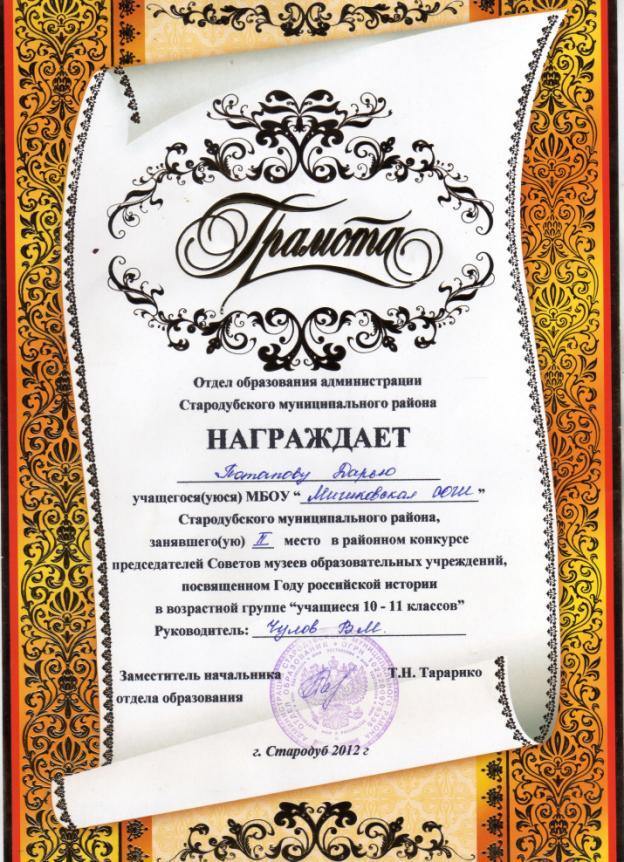 Грамота
Отдел образования администрации
Стародубского муниципального района
НАГРАЖДАЕТ
Потапову Дарью
учащегося(уюся) МБОУ “Мишковская СОШ”
Стародубского муниципального района,
занявшего(ую) II место в районном конкурсе
председателей Советов музеев образовательных учреждений,
посвященном Году российской истории
в возрастной группе “учащиеся 10 - 11 классов”
Руководитель: Чулов В.М.
Заместитель начальника Т.Н. Тарарико
отдела образования
г. Стародуб 2012 г